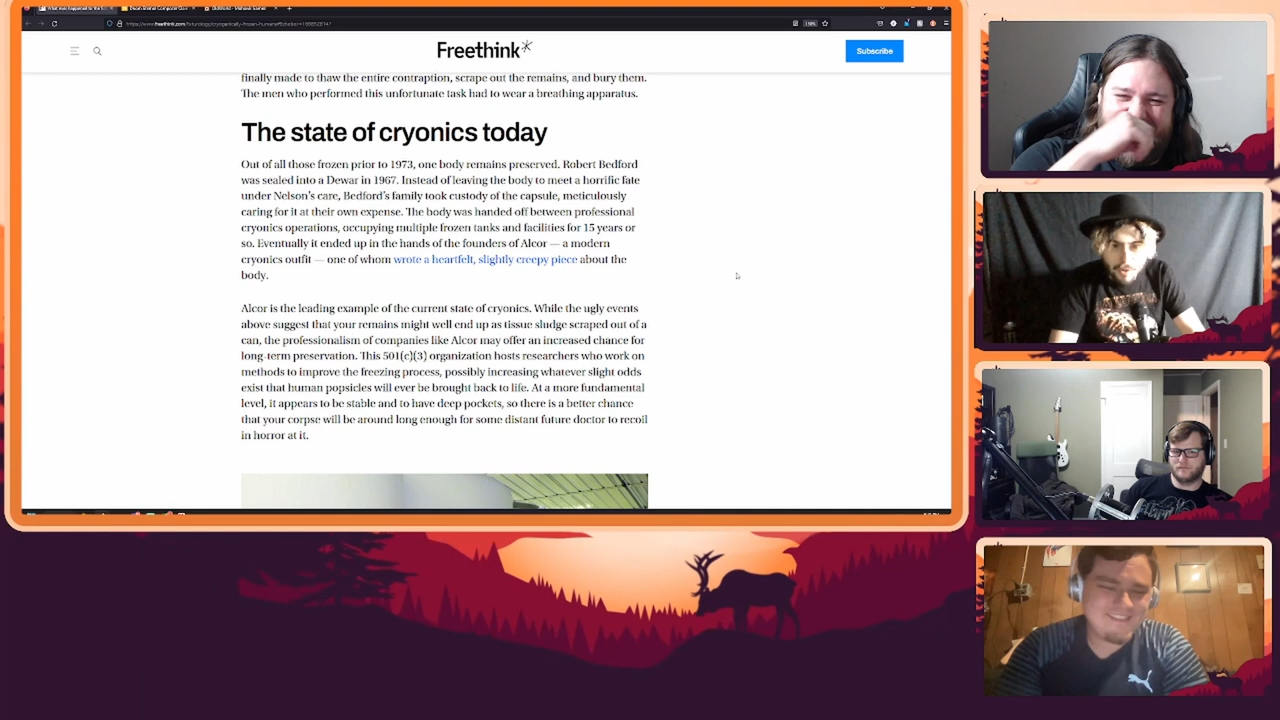 Freethink*
Subscribe
finally made to thaw the entire contraption, scrape out the remains, and bury them.
The men who performed this unfortunate task had to wear a breathing apparatus.
The state of cryonics today
Out of all those frozen prior to 1973, one body remains preserved. Robert Bedford
was sealed into a Dewar in 1967. Instead of leaving the body to meet a horrific fate
under Nelson's care, Bedford's family took custody of the capsule, meticulously
caring for it at their own expense. The body was handed off between professional
cryonics operations, occupying multiple frozen tanks and facilities for 15 years or
so. Eventually it ended up in the hands of the founders of Alcor — a modern
cryonics outfit — one of whom wrote a heartfelt, slightly creepy piece about the
body.
Alcor is the leading example of the current state of cryonics. While the ugly events
above suggest that your remains might well end up as tissue sludge scraped out of a
can, the professionalism of companies like Alcor may offer an increased chance for
long-term preservation. This 501(c)(3) organization hosts researchers who work on
methods to improve the freezing process, possibly increasing whatever slight odds
exist that human popsicles will ever be brought back to life. At a more fundamental
level, it appears to be stable and to have deep pockets, so there is a better chance
that your corpse will be around long enough for some distant future doctor to recoil
in horror at it.